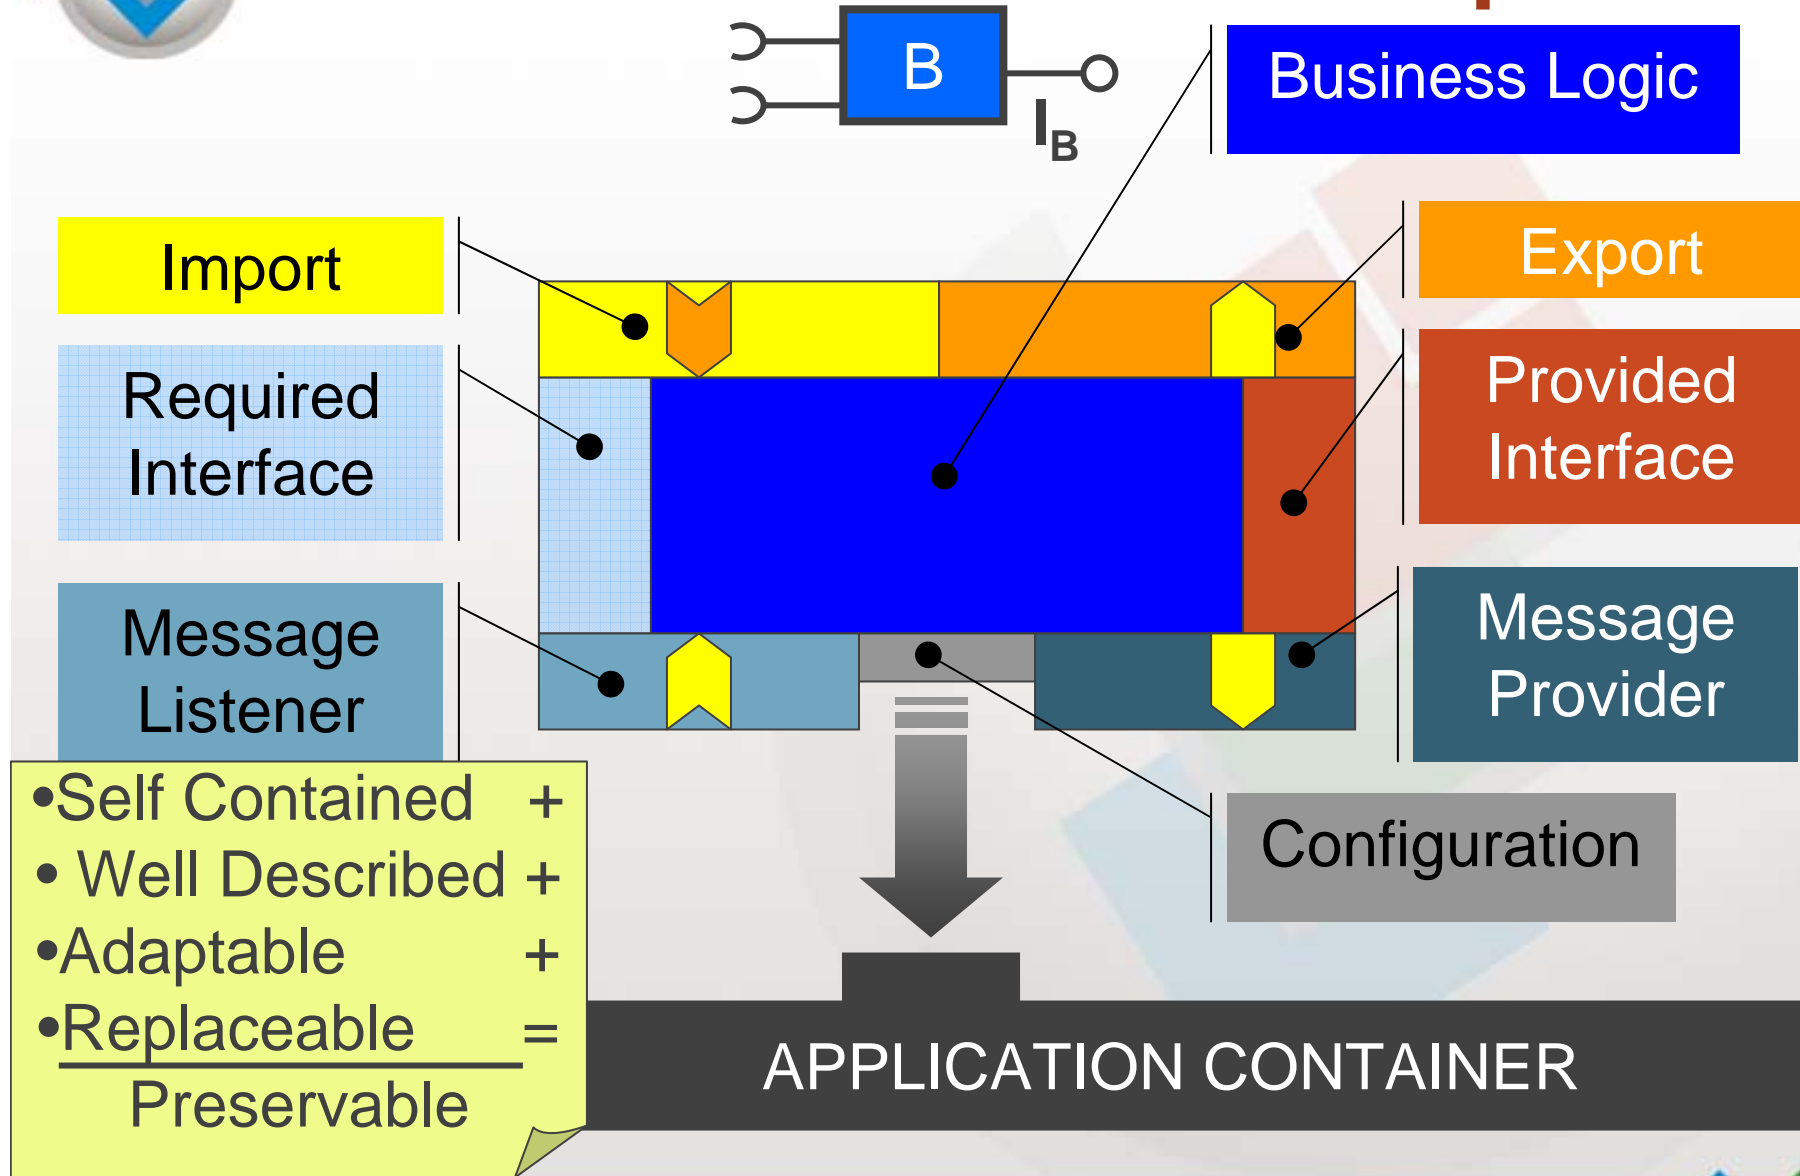 B
I_B
Business Logic
Import
Export
Required
Interface
Provided
Interface
Message
Listener
Message
Provider
•Self Contained +
• Well Described +
•Adaptable +
•Replaceable =
Preservable
Configuration
APPLICATION CONTAINER